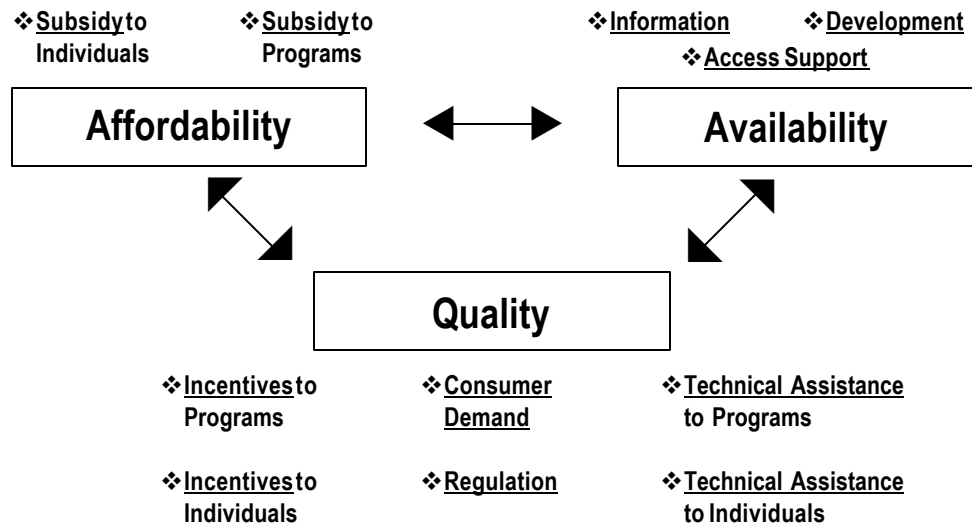 ❖Subsidy to ❖Subsidy to ❖Information ❖Development
Individuals Programs ❖Access Support
Affordability Availability
Quality
❖Incentives to ❖Consumer ❖Technical Assistance
Programs Demand to Programs
❖Incentives to ❖Regulation ❖Technical Assistance
Individuals to Individuals